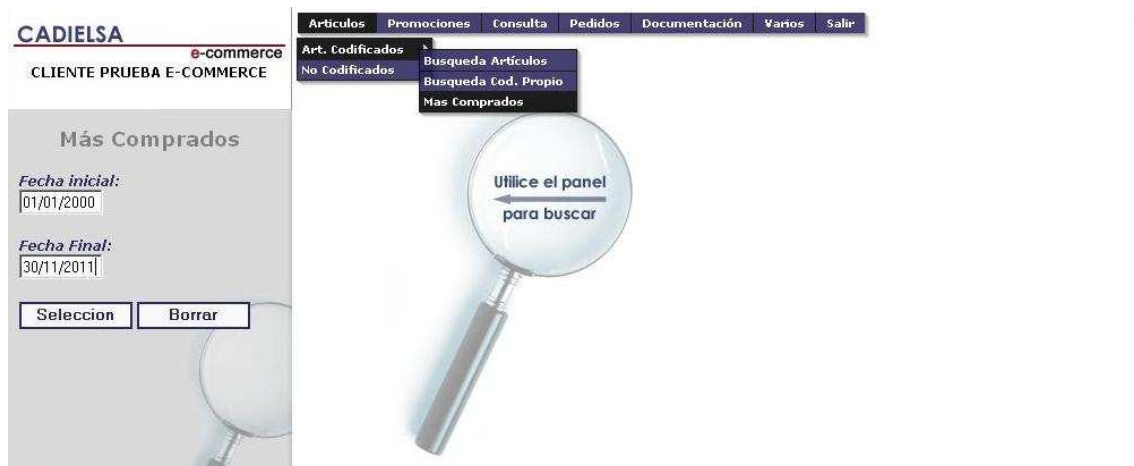 CADIELSA
e-commerce
CLIENTE PRUEBA E-COMMERCE
Articulos Promociones Consulta Pedidos Documentación Varios Salir
Art. Codificados
No Codificados
Busqueda Artículos
Busqueda Cod. Propio
Mas Comprados
Más Comprados
Fecha inicial:
01/01/2000
Fecha Final:
30/11/2011
Seleccion Borrar
Utilice el panel
para buscar